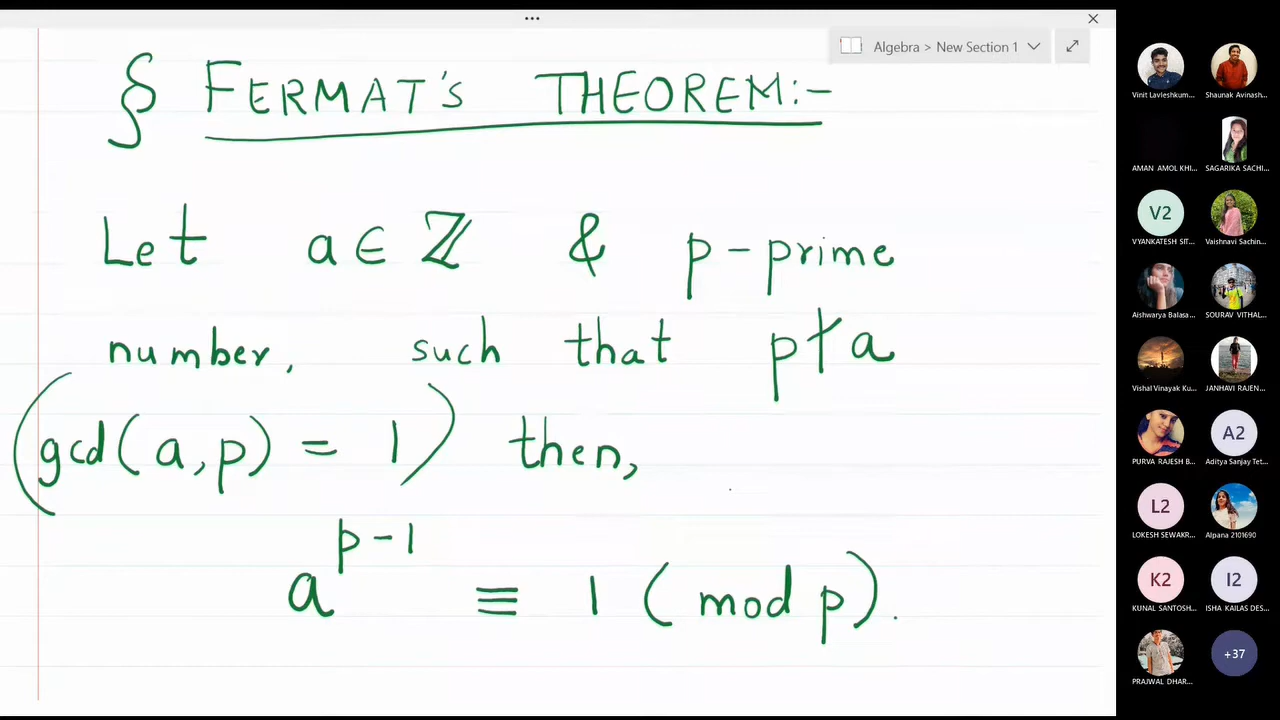 Algebra > New Section 1
§ FERMAT'S THEOREM:-
Let a ∈ ℤ & p-prime
number, such that p∤a
(gcd(a,p) = 1) then,
a^{p-1} ≡ 1 (mod p).
Vinit Lavleshkum...
Shaunak Avinash...
AMAN AMOL KHI...
SAGARIKA SACHI...
V2
VYANKATESH SIT...
Vaishnavi Sachin...
Aishwarya Balasa...
SOURAV VITHAL...
Vishal Vinayak Ku...
JANHAVI RAJEN...
PURVA RAJESH B...
A2
Aditya Sanjay Tet...
L2
LOKESH SEWAKR...
Alpana 2101690
K2
KUNAL SANTOSH...
I2
ISHA KAILAS DES...
PRAJWAL DHAR...
+37